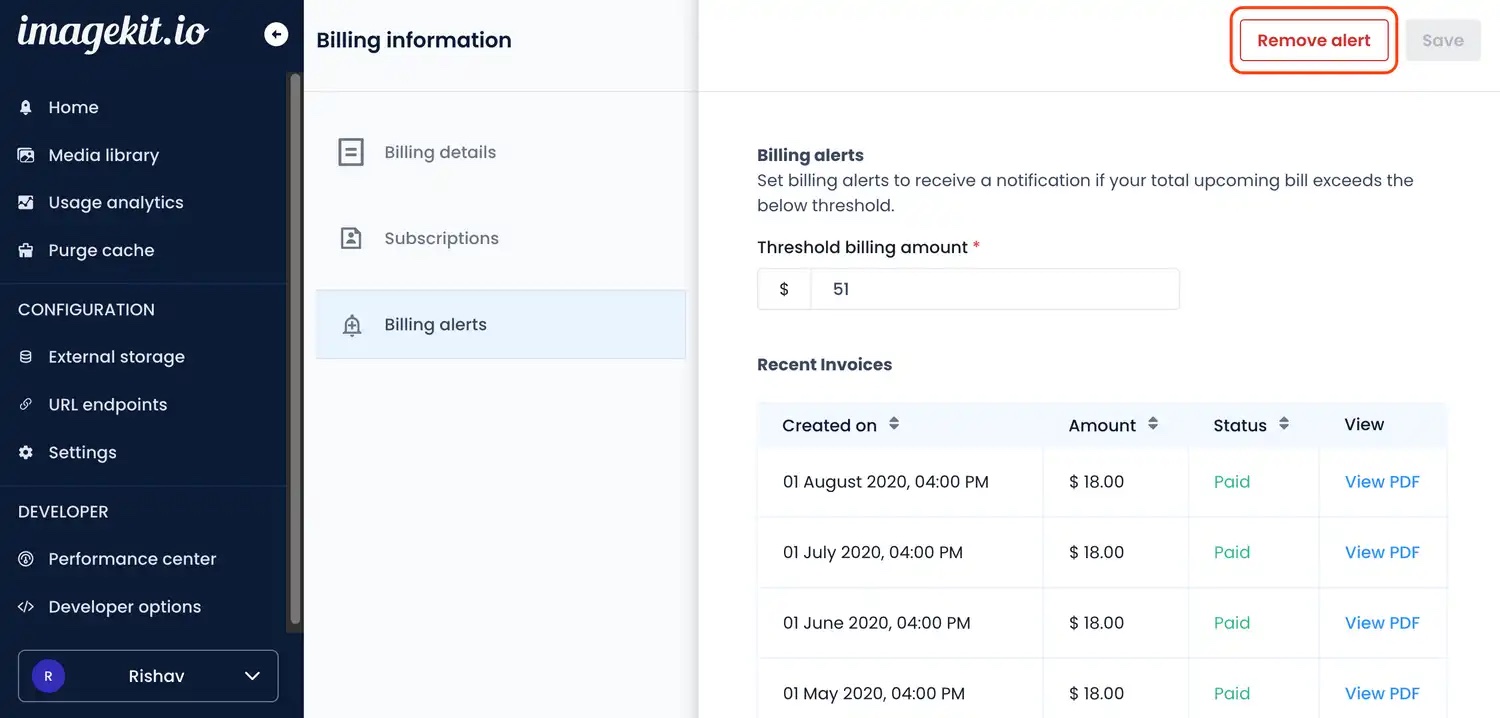 imagekit.io
Home
Media library
Usage analytics
Purge cache
CONFIGURATION
External storage
URL endpoints
Settings
DEVELOPER
Performance center
Developer options
R Rishav
Billing information
Billing details
Subscriptions
Billing alerts
Remove alert Save
Billing alerts
Set billing alerts to receive a notification if your total upcoming bill exceeds the
below threshold.
Threshold billing amount *
$ 51
Recent Invoices
Created on Amount Status View
01 August 2020, 04:00 PM $ 18.00 Paid View PDF
01 July 2020, 04:00 PM $ 18.00 Paid View PDF
01 June 2020, 04:00 PM $ 18.00 Paid View PDF
01 May 2020, 04:00 PM $ 18.00 Paid View PDF